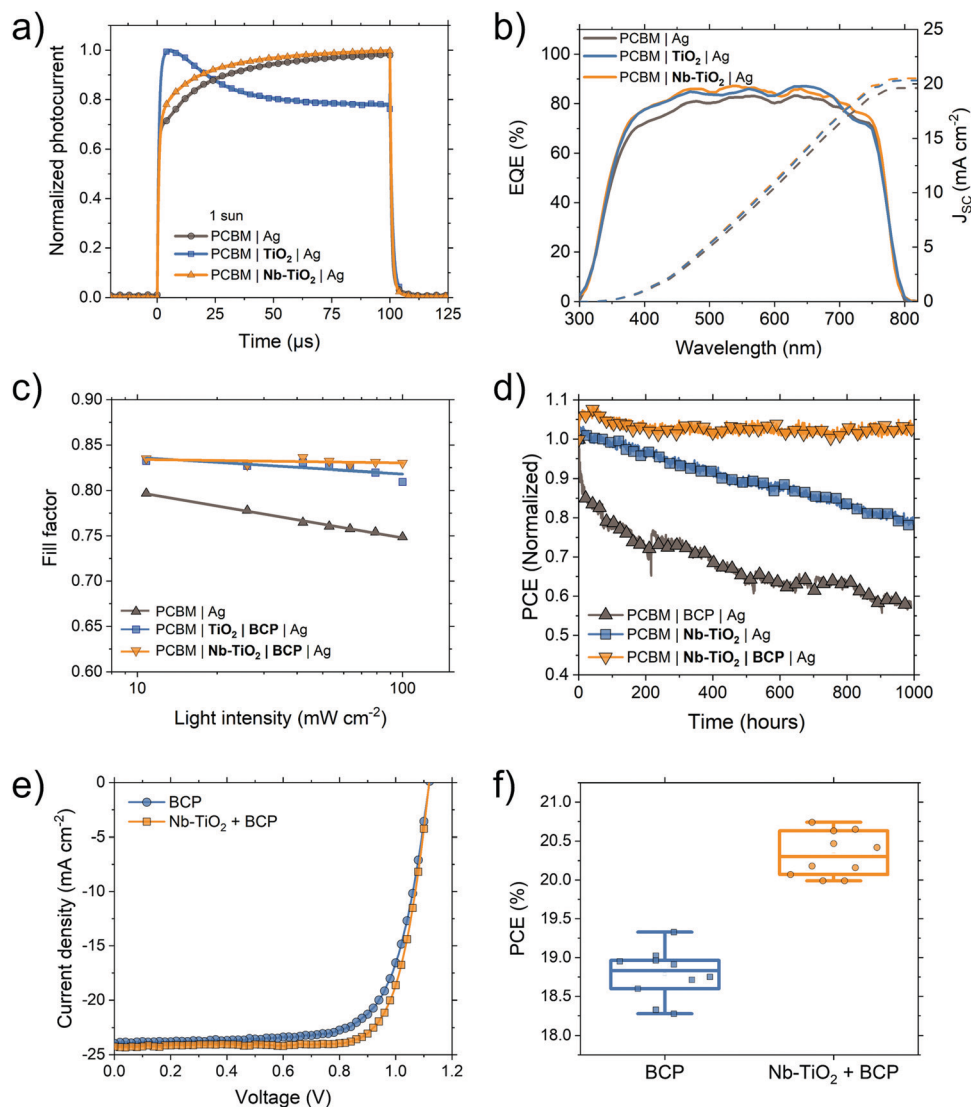 a)
1.0
0.8
0.6
0.4
0.2
0.0
Normalized photocurrent
1 sun
PCBM | Ag
PCBM | TiO₂ | Ag
PCBM | Nb-TiO₂ | Ag
0 25 50 75 100 125
Time (µs)
b)
PCBM | Ag
PCBM | TiO₂ | Ag
PCBM | Nb-TiO₂ | Ag
100
80
60
40
20
0
EQE (%)
25
20
15
10
5
0
J_SC (mA cm⁻²)
300 400 500 600 700 800
Wavelength (nm)
c)
0.90
0.85
0.80
0.75
0.70
0.65
0.60
Fill factor
PCBM | Ag
PCBM | TiO₂ | BCP | Ag
PCBM | Nb-TiO₂ | BCP | Ag
10 100
Light intensity (mW cm⁻²)
d)
1.1
1.0
0.9
0.8
0.7
0.6
0.5
0.4
PCE (Normalized)
PCBM | BCP | Ag
PCBM | Nb-TiO₂ | Ag
PCBM | Nb-TiO₂ | BCP | Ag
0 200 400 600 800 1000
Time (hours)
e)
0
-5
-10
-15
-20
-25
Current density (mA cm⁻²)
BCP
Nb-TiO₂ + BCP
0.0 0.2 0.4 0.6 0.8 1.0 1.2
Voltage (V)
f)
21.0
20.5
20.0
19.5
19.0
18.5
18.0
PCE (%)
BCP Nb-TiO₂ + BCP